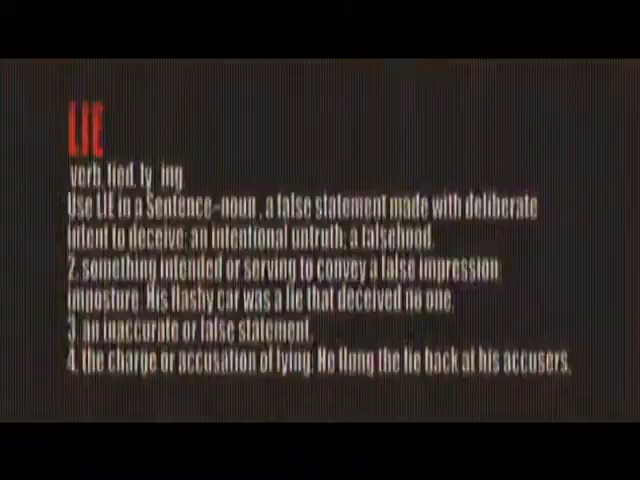 LIE
verb, lied, ly ing
Use LIE in a Sentence-noun , a false statement made with deliberate
intent to deceive; an intentional untruth; a falsehood.
2. something intended or serving to convey a false impression
imposture. His flashy car was a lie that deceived no one.
3. an inaccurate or false statement.
4. the charge or accusation of lying. He flung the lie back at his accusers.